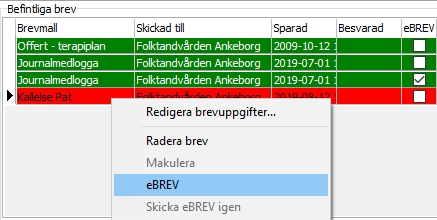 Befintliga brev
Brevmall Skickad till Sparad Besvarad eBREV
Offert - terapiplan Folktandvården Ankeborg 2009-10-12
Journalmedlogga Folktandvården Ankeborg 2019-07-01
Journalmedlogga Folktandvården Ankeborg 2019-07-01
Kallelse Pat Folktandvården Ankeborg 2019-08-12
Redigera brevuppgifter...
Radera brev
Makulera
eBREV
Skicka eBREV igen